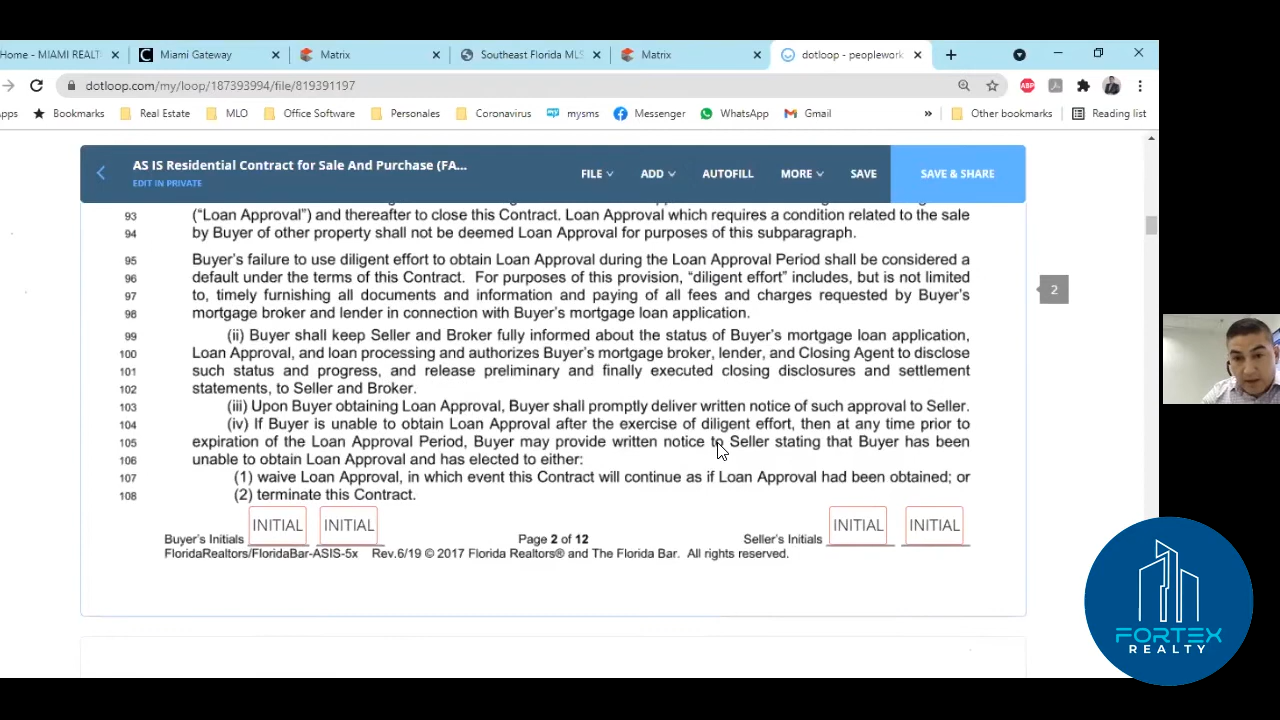 Home - MIAMI REALT
Miami Gateway
Matrix
Southeast Florida MLS
Matrix
dotloop - peoplework
dotloop.com/my/loop/187393994/file/819391197
ABP
pps
Bookmarks
Real Estate
MLO
Office Software
Personales
Coronavirus
mysms
Messenger
WhatsApp
Gmail
»
Other bookmarks
Reading list
AS IS Residential Contract for Sale And Purchase (FA...
EDIT IN PRIVATE
FILE
ADD
AUTOFILL
MORE
SAVE
SAVE & SHARE
93 ("Loan Approval") and thereafter to close this Contract. Loan Approval which requires a condition related to the sale
94 by Buyer of other property shall not be deemed Loan Approval for purposes of this subparagraph.
95 Buyer's failure to use diligent effort to obtain Loan Approval during the Loan Approval Period shall be considered a
96 default under the terms of this Contract. For purposes of this provision, "diligent effort" includes, but is not limited
97 to, timely furnishing all documents and information and paying of all fees and charges requested by Buyer's
98 mortgage broker and lender in connection with Buyer's mortgage loan application.
99 (ii) Buyer shall keep Seller and Broker fully informed about the status of Buyer's mortgage loan application,
100 Loan Approval, and loan processing and authorizes Buyer's mortgage broker, lender, and Closing Agent to disclose
101 such status and progress, and release preliminary and finally executed closing disclosures and settlement
102 statements, to Seller and Broker.
103 (iii) Upon Buyer obtaining Loan Approval, Buyer shall promptly deliver written notice of such approval to Seller.
104 (iv) If Buyer is unable to obtain Loan Approval after the exercise of diligent effort, then at any time prior to
105 expiration of the Loan Approval Period, Buyer may provide written notice to Seller stating that Buyer has been
106 unable to obtain Loan Approval and has elected to either:
107 (1) waive Loan Approval, in which event this Contract will continue as if Loan Approval had been obtained; or
108 (2) terminate this Contract.
2
Buyer's Initials INITIAL INITIAL Page 2 of 12 Seller's Initials INITIAL INITIAL
FloridaRealtors/FloridaBar-ASIS-5x Rev.6/19 © 2017 Florida Realtors® and The Florida Bar. All rights reserved.
FORTEX
REALTY